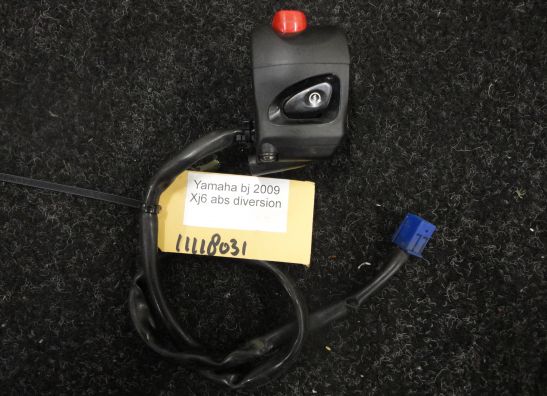 Yamaha bj 2009
Xj6 abs diversion
11118031